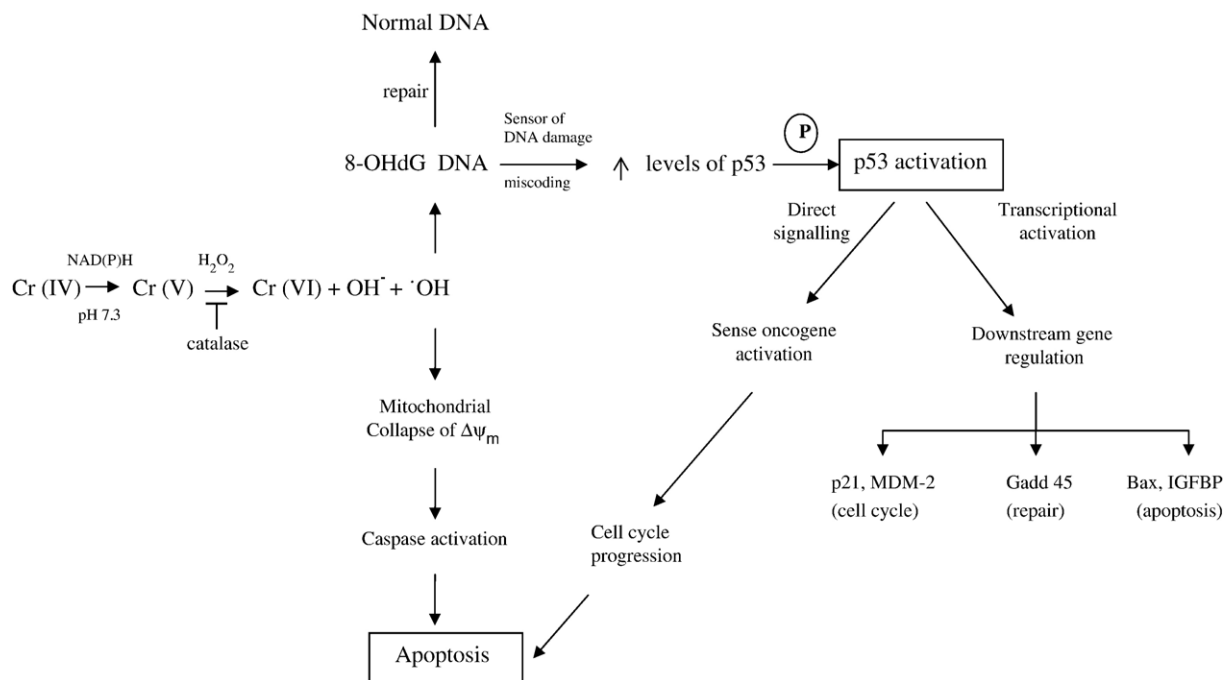 Normal DNA
repair
Sensor of
DNA damage
P
8-OHdG DNA
miscoding
↑ levels of p53
p53 activation
Direct
signalling
Transcriptional
activation
NAD(P)H
H₂O₂
Cr (IV)
Cr (V)
Cr (VI) + OH⁻ + ·OH
pH 7.3
catalase
Sense oncogene
activation
Downstream gene
regulation
Mitochondrial
Collapse of Δψm
p21, MDM-2
(cell cycle)
Gadd 45
(repair)
Bax, IGFBP
(apoptosis)
Caspase activation
Cell cycle
progression
Apoptosis